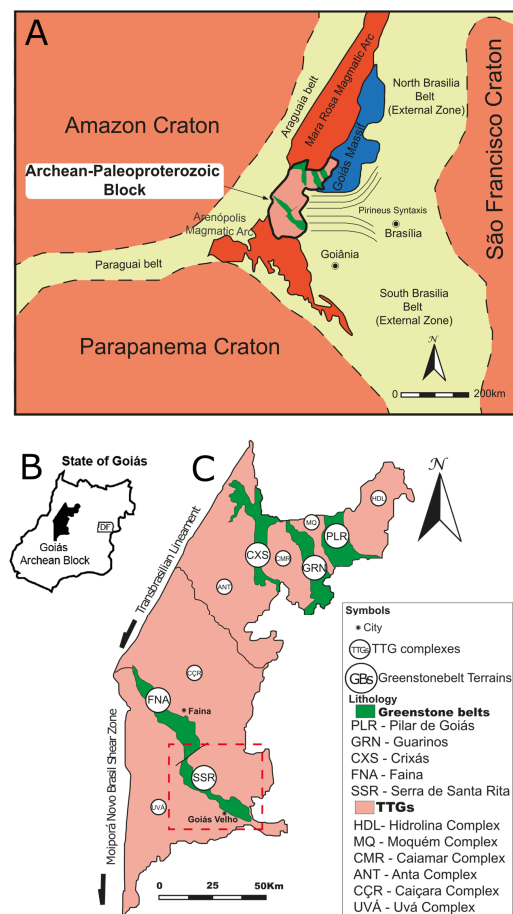 A
Amazon Craton
Araguaia belt
Mara Rosa Magmatic Arc
Goiás Massif
North Brasilia
Belt
(External Zone)
São Francisco Craton
Archean-Paleoproterozoic
Block
Arenópolis
Magmatic Arc
Pirineus Syntaxis
Brasília
Goiânia
Paraguai belt
South Brasilia
Belt
(External Zone)
Parapanema Craton
N
0 200km
B
State of Goiás
DF
Goiás
Archean Block
C
N
Transbrasilian Lineament
Moiporá Novo Brasil Shear Zone
HDL
MQ
PLR
CXS
CMR
GRN
ANT
CÇR
FNA
Faina
SSR
UVÁ
Goiás Velho
0 25 50Km
Symbols
City
TTGs TTG complexes
GBs Greenstonebelt Terrains
Lithology
Greenstone belts
PLR - Pilar de Goiás
GRN - Guarinos
CXS - Crixás
FNA - Faina
SSR - Serra de Santa Rita
TTGs
HDL- Hidrolina Complex
MQ - Moquém Complex
CMR - Caiamar Complex
ANT - Anta Complex
CÇR - Caiçara Complex
UVÁ - Uvá Complex